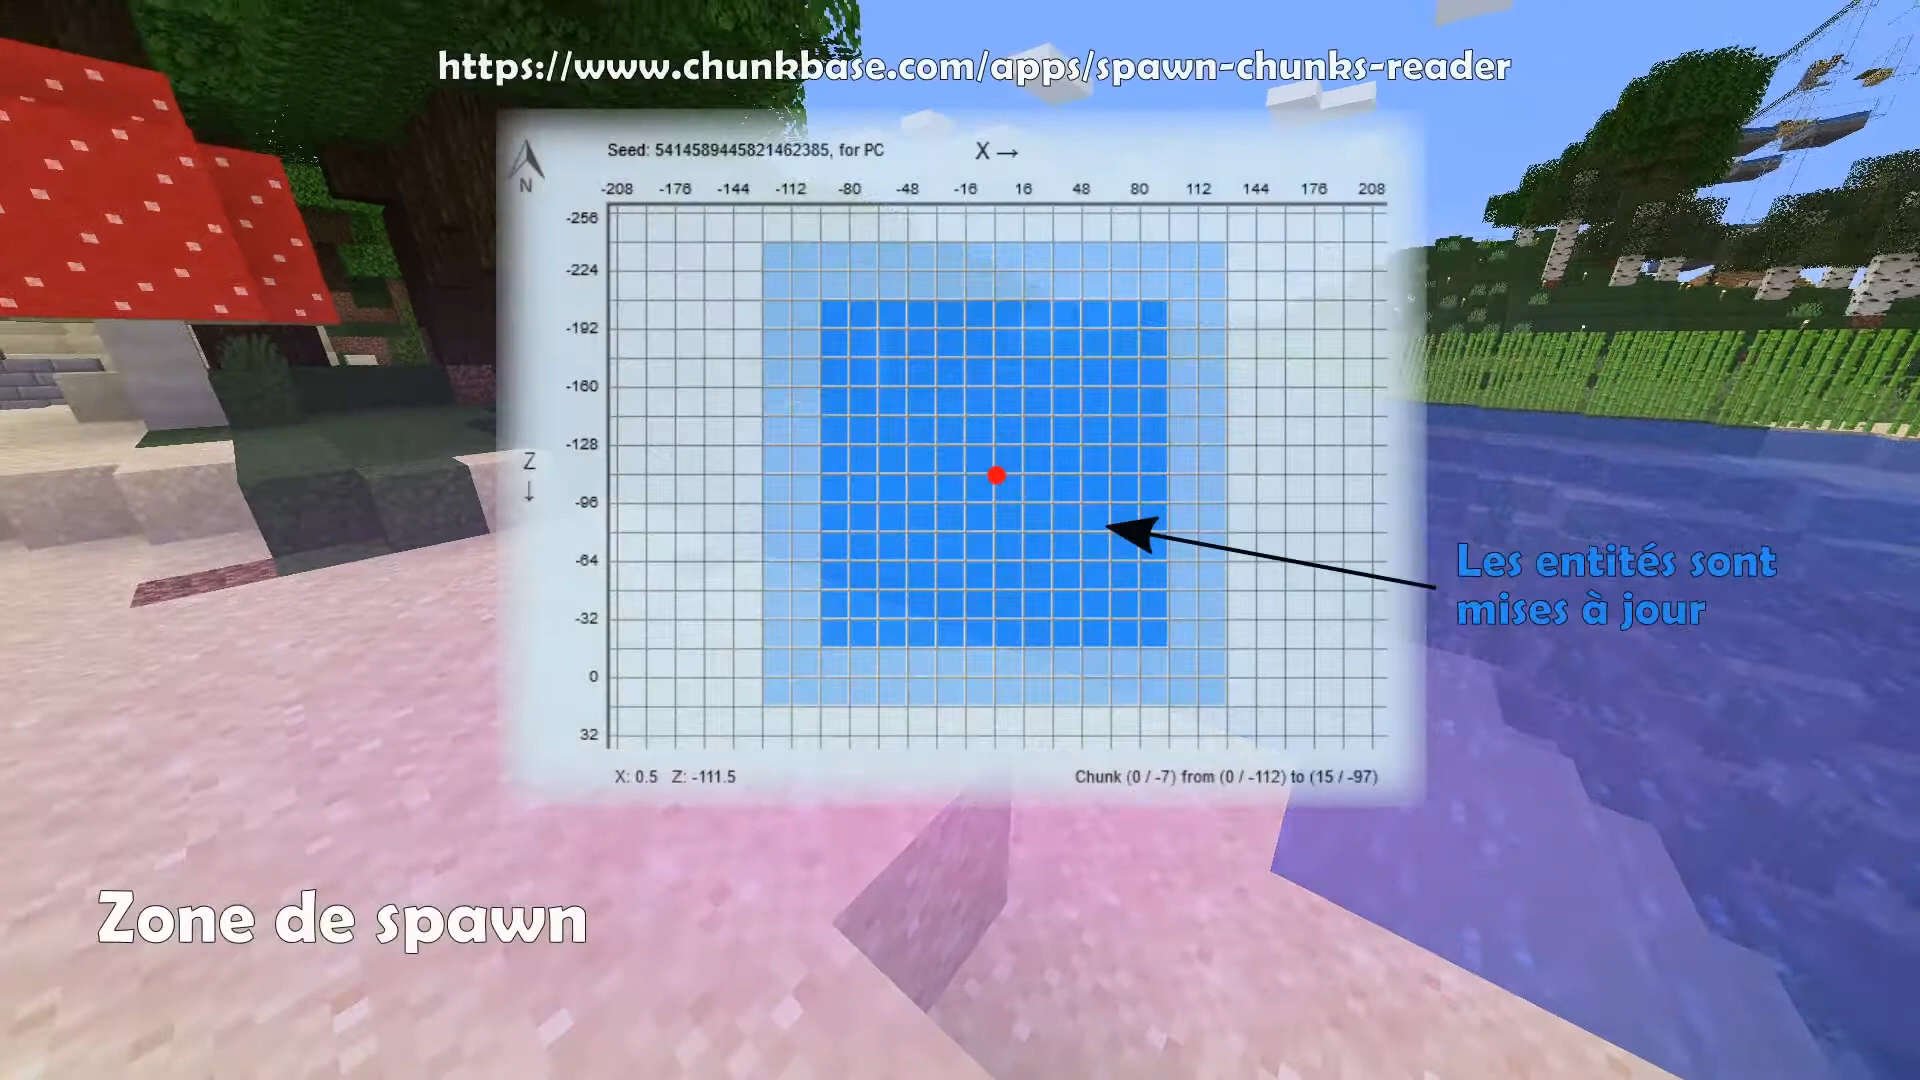 https://www.chunkbase.com/apps/spawn-chunks-reader
Seed: 5414589445821462385, for PC
X →
N
-208 -176 -144 -112 -80 -48 -16 16 48 80 112 144 176 208
-256
-224
-192
-160
-128
Z
↓
-96
-64
-32
0
32
Les entités sont
mises à jour
X: 0.5 Z: -111.5
Chunk (0 / -7) from (0 / -112) to (15 / -97)
Zone de spawn